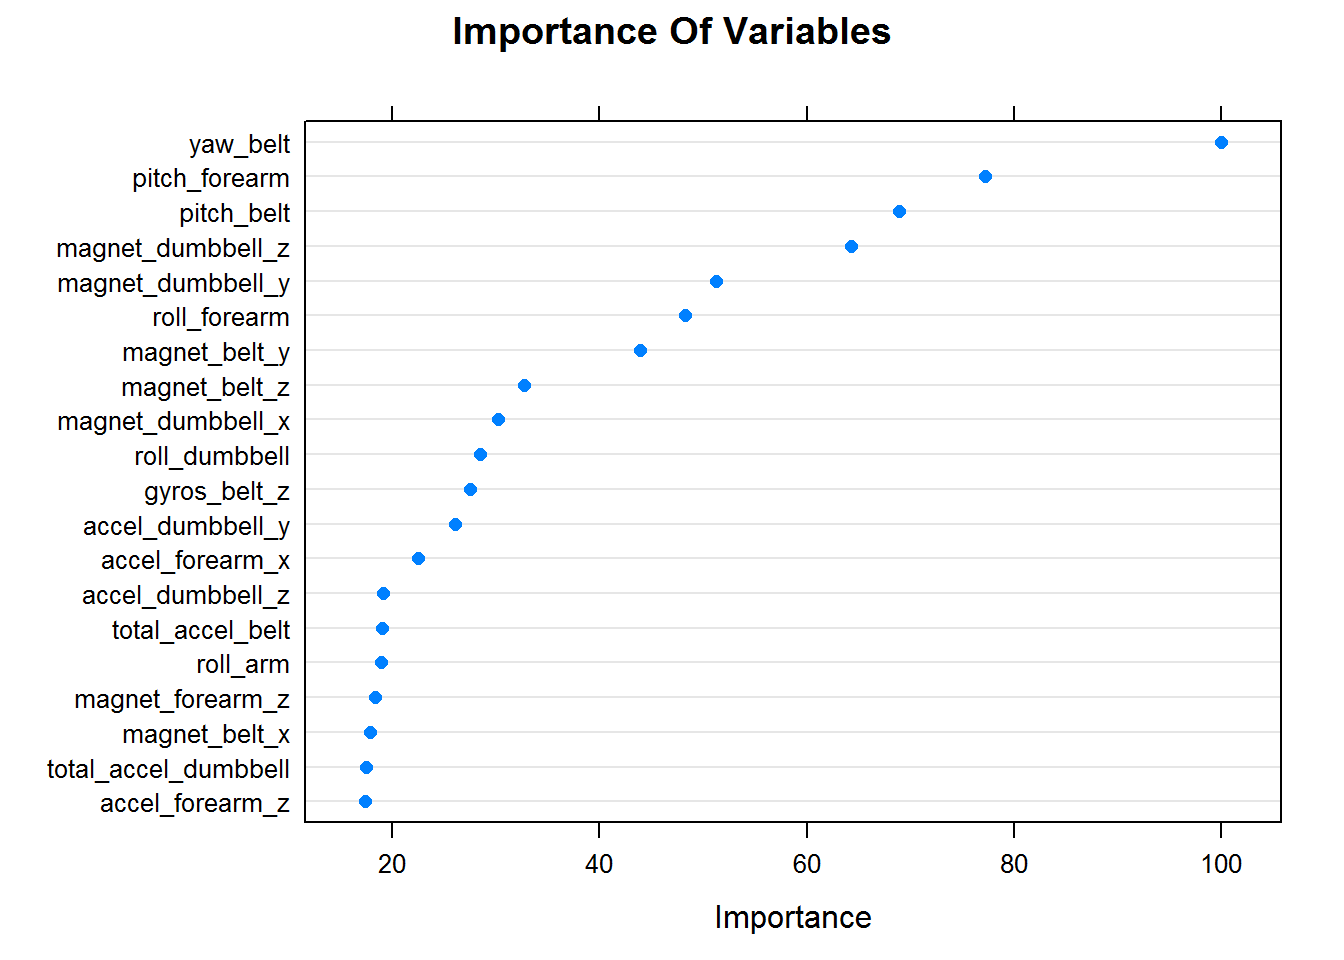 Importance Of Variables
yaw_belt
pitch_forearm
pitch_belt
magnet_dumbbell_z
magnet_dumbbell_y
roll_forearm
magnet_belt_y
magnet_belt_z
magnet_dumbbell_x
roll_dumbbell
gyros_belt_z
accel_dumbbell_y
accel_forearm_x
accel_dumbbell_z
total_accel_belt
roll_arm
magnet_forearm_z
magnet_belt_x
total_accel_dumbbell
accel_forearm_z
20 40 60 80 100
Importance